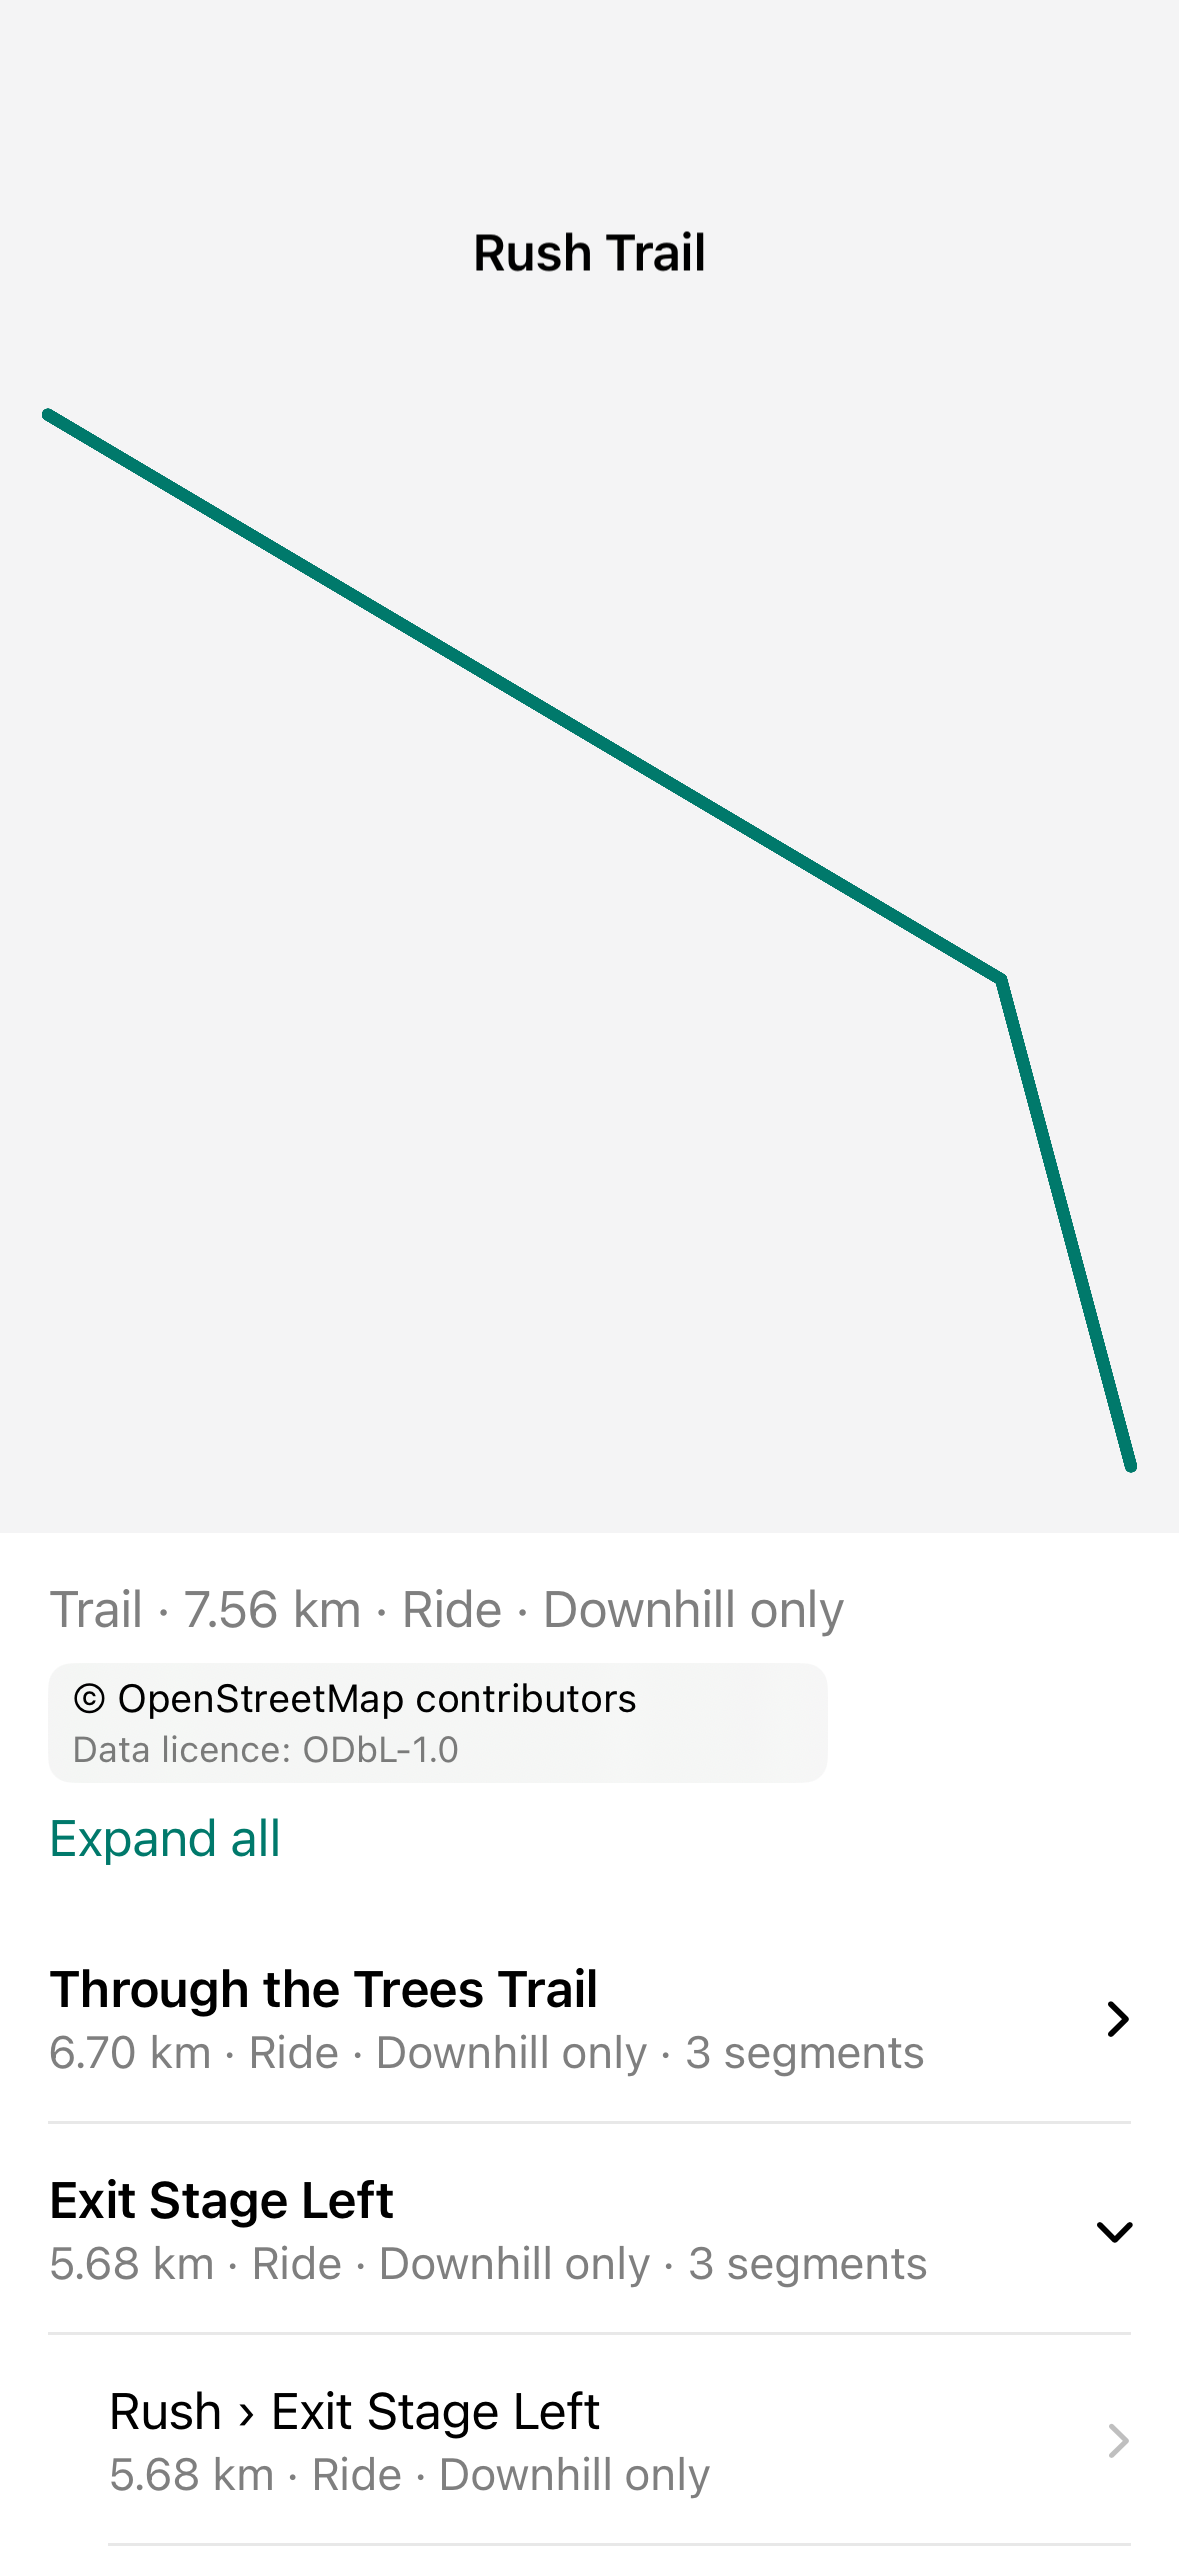 Rush Trail
Trail · 7.56 km · Ride · Downhill only
© OpenStreetMap contributors
Data licence: ODbL-1.0
Expand all
Through the Trees Trail
6.70 km · Ride · Downhill only · 3 segments
Exit Stage Left
5.68 km · Ride · Downhill only · 3 segments
Rush › Exit Stage Left
5.68 km · Ride · Downhill only